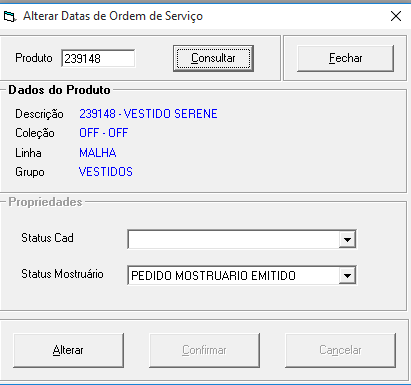 Alterar Datas de Ordem de Serviço
Produto 239148 Consultar Fechar
Dados do Produto
Descrição 239148 - VESTIDO SERENE
Coleção OFF - OFF
Linha MALHA
Grupo VESTIDOS
Propriedades
Status Cad
Status Mostruário PEDIDO MOSTRUARIO EMITIDO
Alterar Confirmar Cancelar